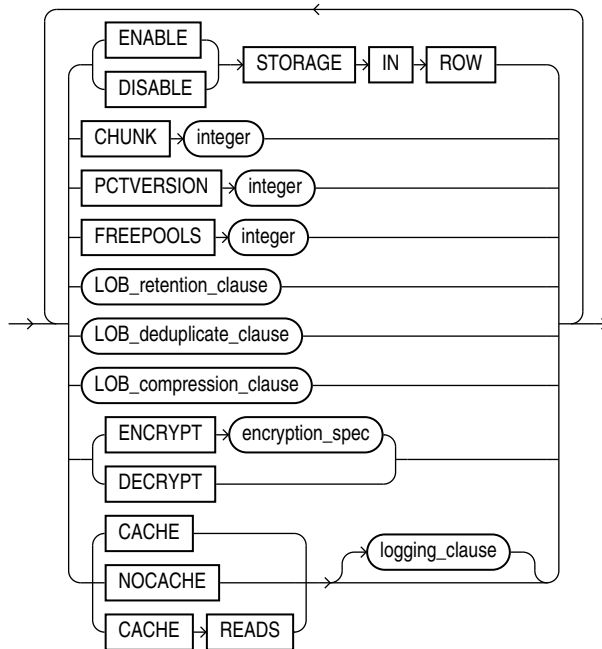 ENABLE
DISABLE
STORAGE IN ROW
CHUNK integer
PCTVERSION integer
FREEPOOLS integer
LOB_retention_clause
LOB_deduplicate_clause
LOB_compression_clause
ENCRYPT encryption_spec
DECRYPT
CACHE
NOCACHE
CACHE READS
logging_clause